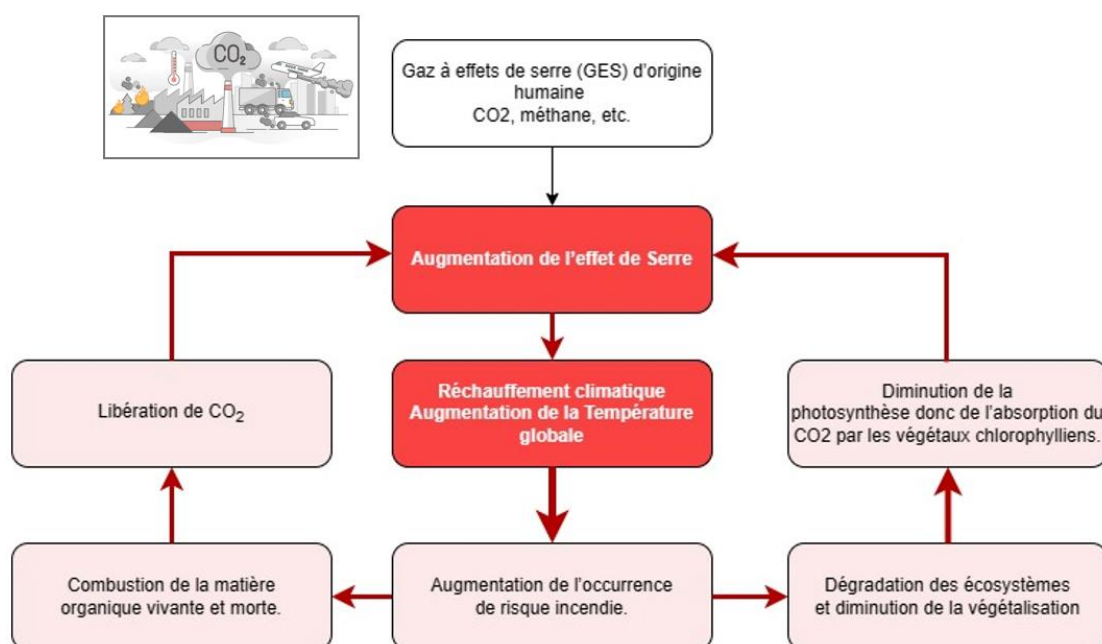 CO₂
Gaz à effets de serre (GES) d'origine
humaine
CO2, méthane, etc.
Augmentation de l'effet de Serre
Libération de CO₂
Réchauffement climatique
Augmentation de la Température
globale
Diminution de la
photosynthèse donc de l'absorption du
CO2 par les végétaux chlorophylliens.
Combustion de la matière
organique vivante et morte.
Augmentation de l'occurrence
de risque incendie.
Dégradation des écosystèmes
et diminution de la végétalisation